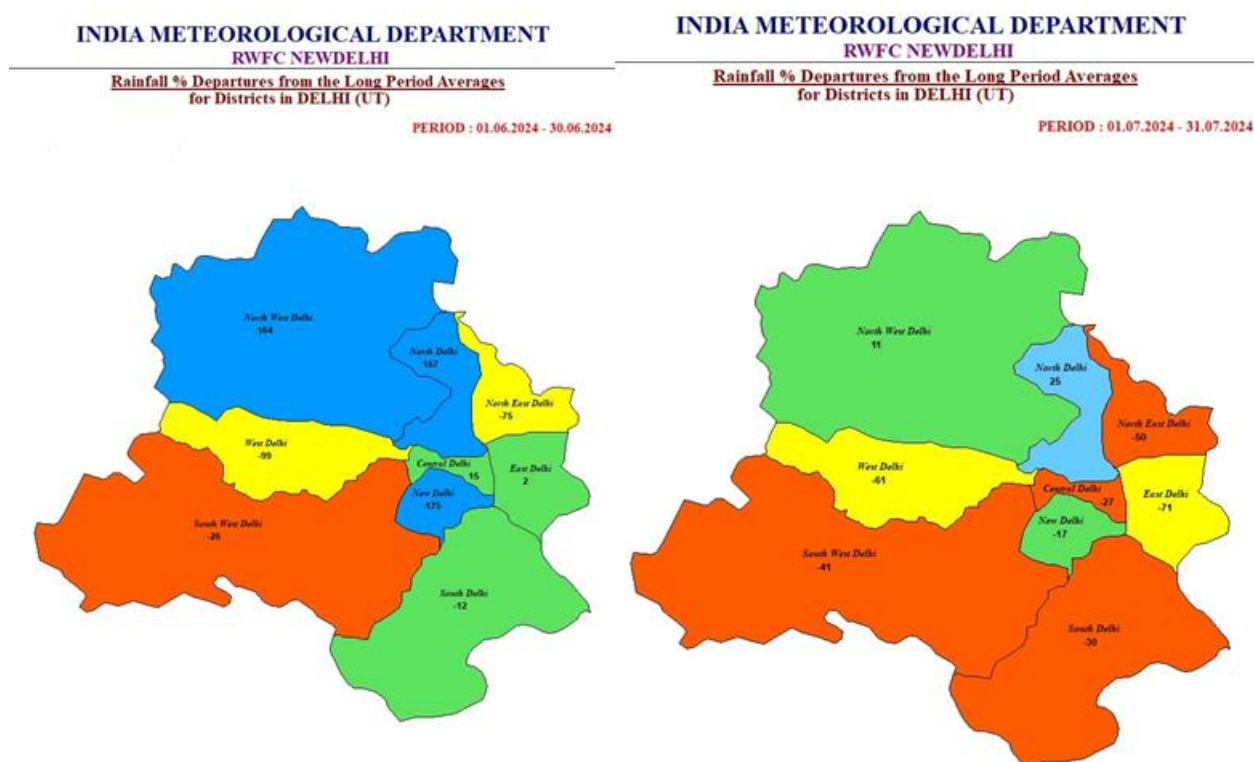 INDIA METEOROLOGICAL DEPARTMENT
RWFC NEWDELHI
Rainfall % Departures from the Long Period Averages
for Districts in DELHI (UT)
PERIOD : 01.06.2024 - 30.06.2024
North West Delhi
164
North Delhi
157
North East Delhi
-75
West Delhi
-99
Central Delhi
15
East Delhi
2
New Delhi
175
South West Delhi
-26
South Delhi
-12
INDIA METEOROLOGICAL DEPARTMENT
RWFC NEWDELHI
Rainfall % Departures from the Long Period Averages
for Districts in DELHI (UT)
PERIOD : 01.07.2024 - 31.07.2024
North West Delhi
11
North Delhi
25
North East Delhi
-50
West Delhi
-61
Central Delhi
-27
East Delhi
-71
New Delhi
-17
South West Delhi
-41
South Delhi
-30